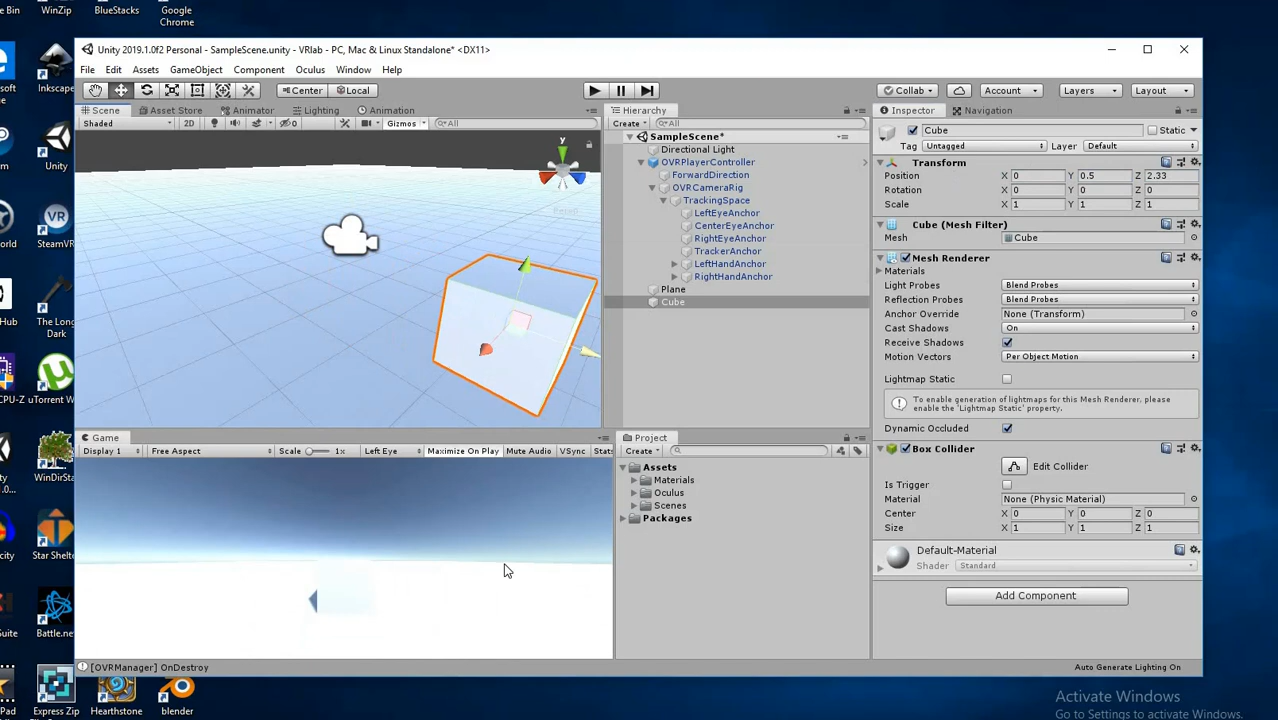 e Bin
WinZip
BlueStacks
Google
Chrome
Inkscape
Unity
SteamVR
The Long
Dark
uTorrent W
WinDirSta
Star Shelte
Battle.net
Express Zip
Hearthstone
blender
Hub
CPU-Z
Suite
Unity 2019.1.0f2 Personal - SampleScene.unity - VRlab - PC, Mac & Linux Standalone* <DX11>
File Edit Assets GameObject Component Oculus Window Help
Center Local
Collab Account Layers Layout
Scene Asset Store Animator Lighting Animation
Shaded 2D 0 Gizmos All
y
Persp
Hierarchy
Create All
SampleScene*
Directional Light
OVRPlayerController
ForwardDirection
OVRCameraRig
TrackingSpace
LeftEyeAnchor
CenterEyeAnchor
RightEyeAnchor
TrackerAnchor
LeftHandAnchor
RightHandAnchor
Plane
Cube
Inspector Navigation
Cube Static
Tag Untagged Layer Default
Transform
Position X 0 Y 0.5 Z 2.33
Rotation X 0 Y 0 Z 0
Scale X 1 Y 1 Z 1
Cube (Mesh Filter)
Mesh Cube
Mesh Renderer
Materials
Light Probes Blend Probes
Reflection Probes Blend Probes
Anchor Override None (Transform)
Cast Shadows On
Receive Shadows
Motion Vectors Per Object Motion
Lightmap Static
To enable generation of lightmaps for this Mesh Renderer, please
enable the 'Lightmap Static' property.
Dynamic Occluded
Box Collider
Edit Collider
Is Trigger
Material None (Physic Material)
Center X 0 Y 0 Z 0
Size X 1 Y 1 Z 1
Default-Material
Shader Standard
Add Component
Game
Display 1 Free Aspect Scale 1x Left Eye Maximize On Play Mute Audio VSync Stats
Project
Create
Assets
Materials
Oculus
Scenes
Packages
[OVRManager] OnDestroy
Auto Generate Lighting On
Activate Windows
Go to Settings to activate Windows.